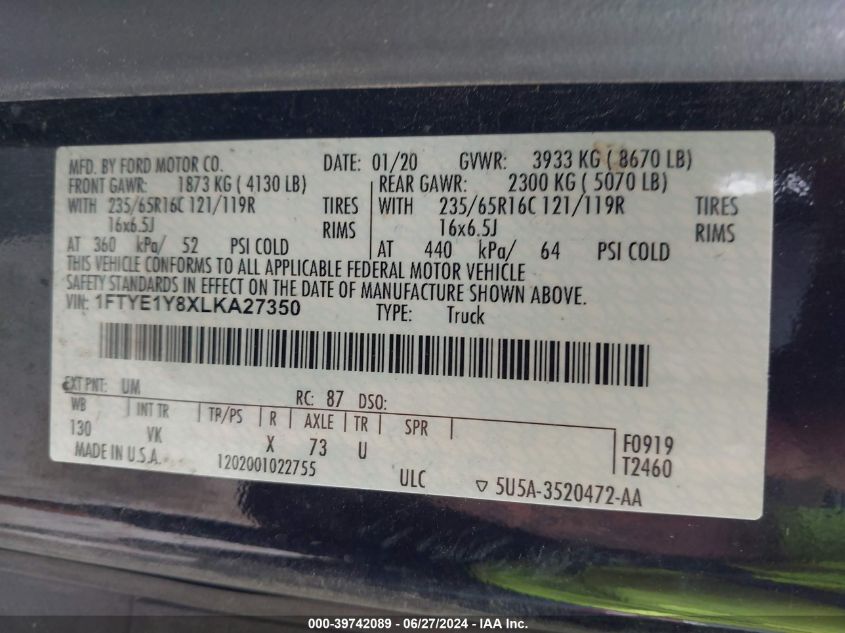 MFD. BY FORD MOTOR CO. DATE: 01/20 GVWR: 3933 KG ( 8670 LB)
FRONT GAWR: 1873 KG ( 4130 LB) REAR GAWR: 2300 KG ( 5070 LB)
WITH 235/65R16C 121/119R TIRES WITH 235/65R16C 121/119R TIRES
16x6.5J RIMS 16x6.5J RIMS
AT 360 kPa/ 52 PSI COLD AT 440 kPa/ 64 PSI COLD
THIS VEHICLE CONFORMS TO ALL APPLICABLE FEDERAL MOTOR VEHICLE
SAFETY STANDARDS IN EFFECT ON THE DATE OF MANUFACTURE SHOWN ABOVE.
VIN: 1FTYE1Y8XLKA27350 TYPE: Truck
EXT PNT: UM RC: 87 DSO:
WB INT TR TP/PS R AXLE TR SPR
130 VK X 73 U F0919
MADE IN U.S.A. 1202001022755 T2460
ULC ▽ 5U5A-3520472-AA
000-39742089 - 06/27/2024 - IAA, Inc.